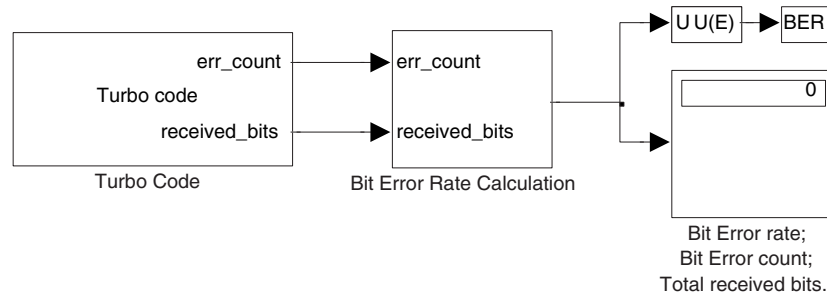 err_count
Turbo code
received_bits
Turbo Code
err_count
received_bits
Bit Error Rate Calculation
U U(E)
BER
0
Bit Error rate;
Bit Error count;
Total received bits.